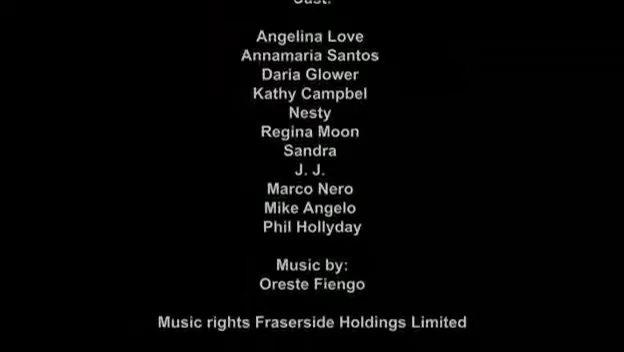 Cast:
Angelina Love
Annamaria Santos
Daria Glower
Kathy Campbel
Nesty
Regina Moon
Sandra
J. J.
Marco Nero
Mike Angelo
Phil Hollyday
Music by:
Oreste Fiengo
Music rights Fraserside Holdings Limited